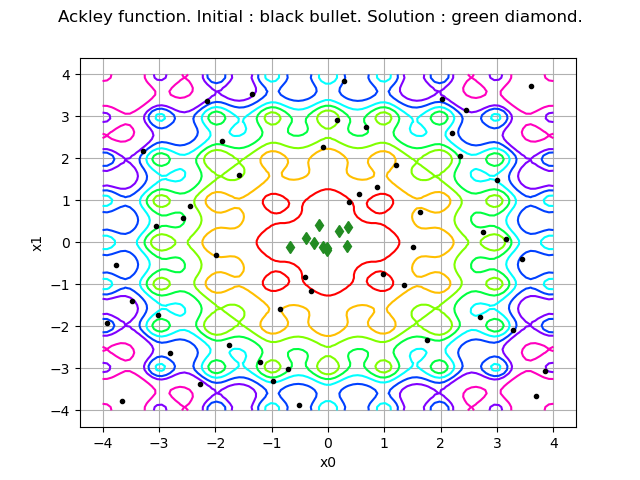 Ackley function. Initial : black bullet. Solution : green diamond.
4
3
2
1
0
−1
−2
−3
−4
x1
−4 −3 −2 −1 0 1 2 3 4
x0